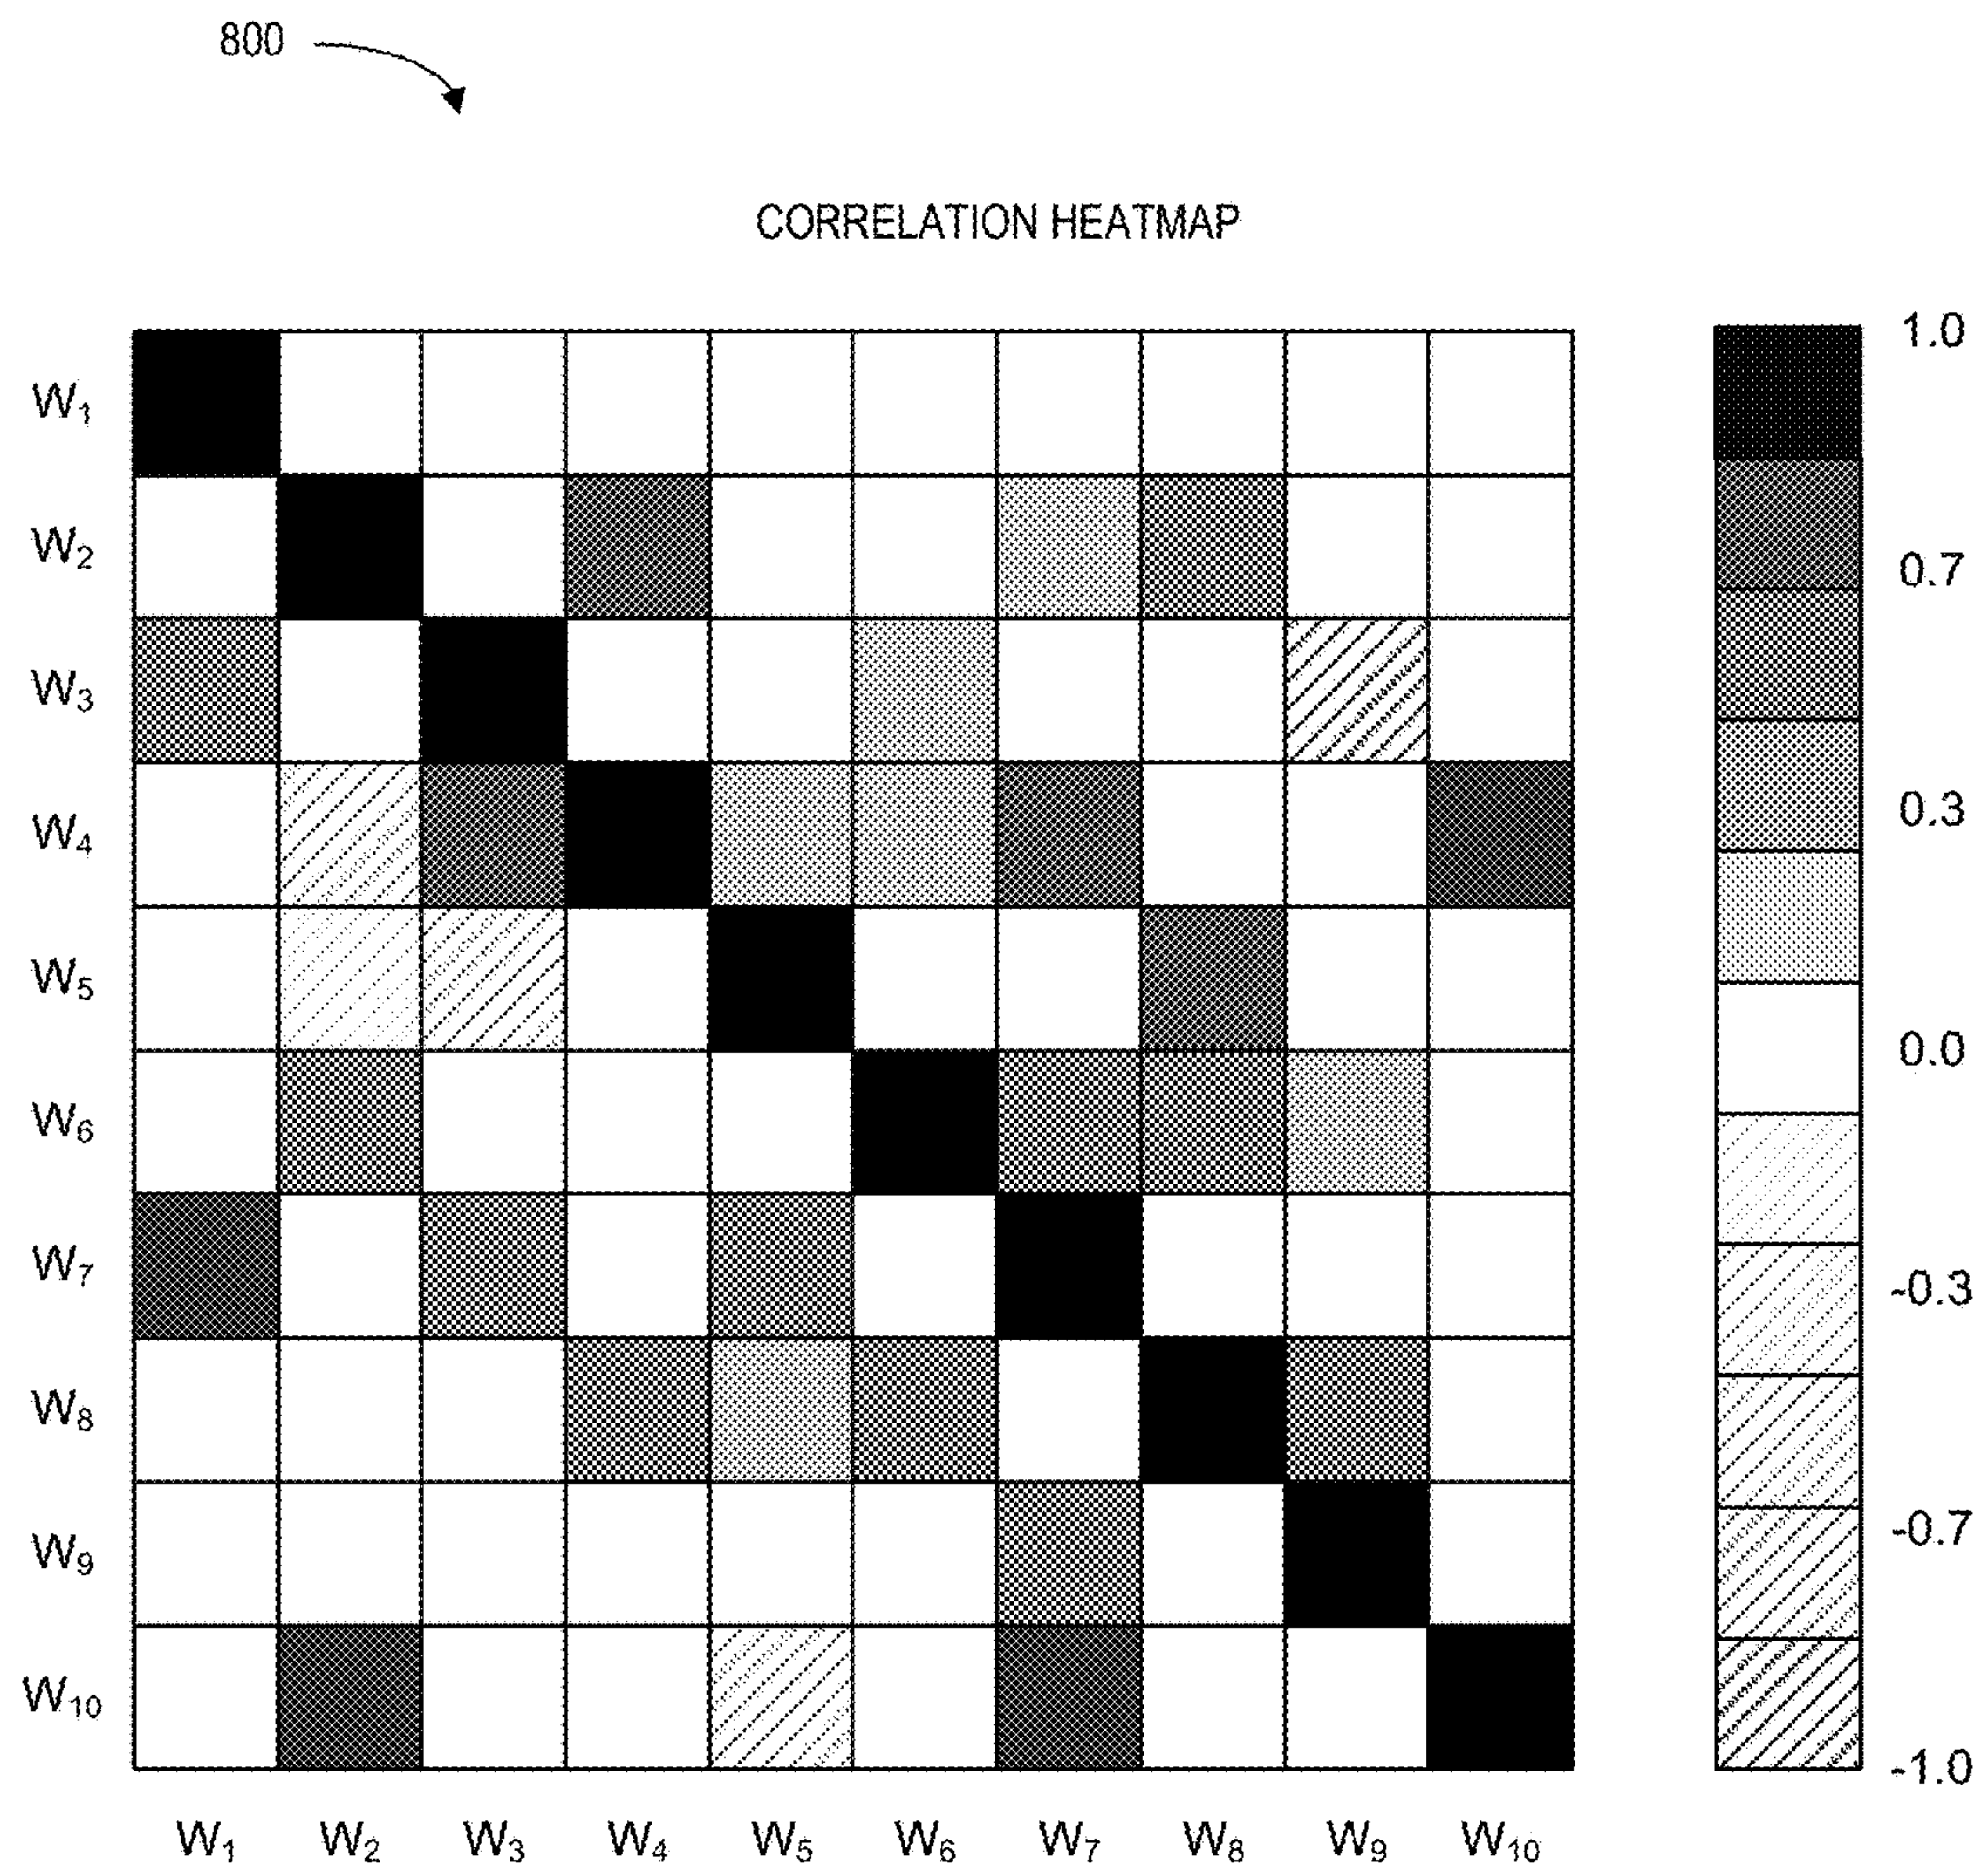 800
CORRELATION HEATMAP
1.0
0.7
0.3
0.0
-0.3
-0.7
-1.0
W₁
W₂
W₃
W₄
W₅
W₆
W₇
W₈
W₉
W₁₀
W₁ W₂ W₃ W₄ W₅ W₆ W₇ W₈ W₉ W₁₀